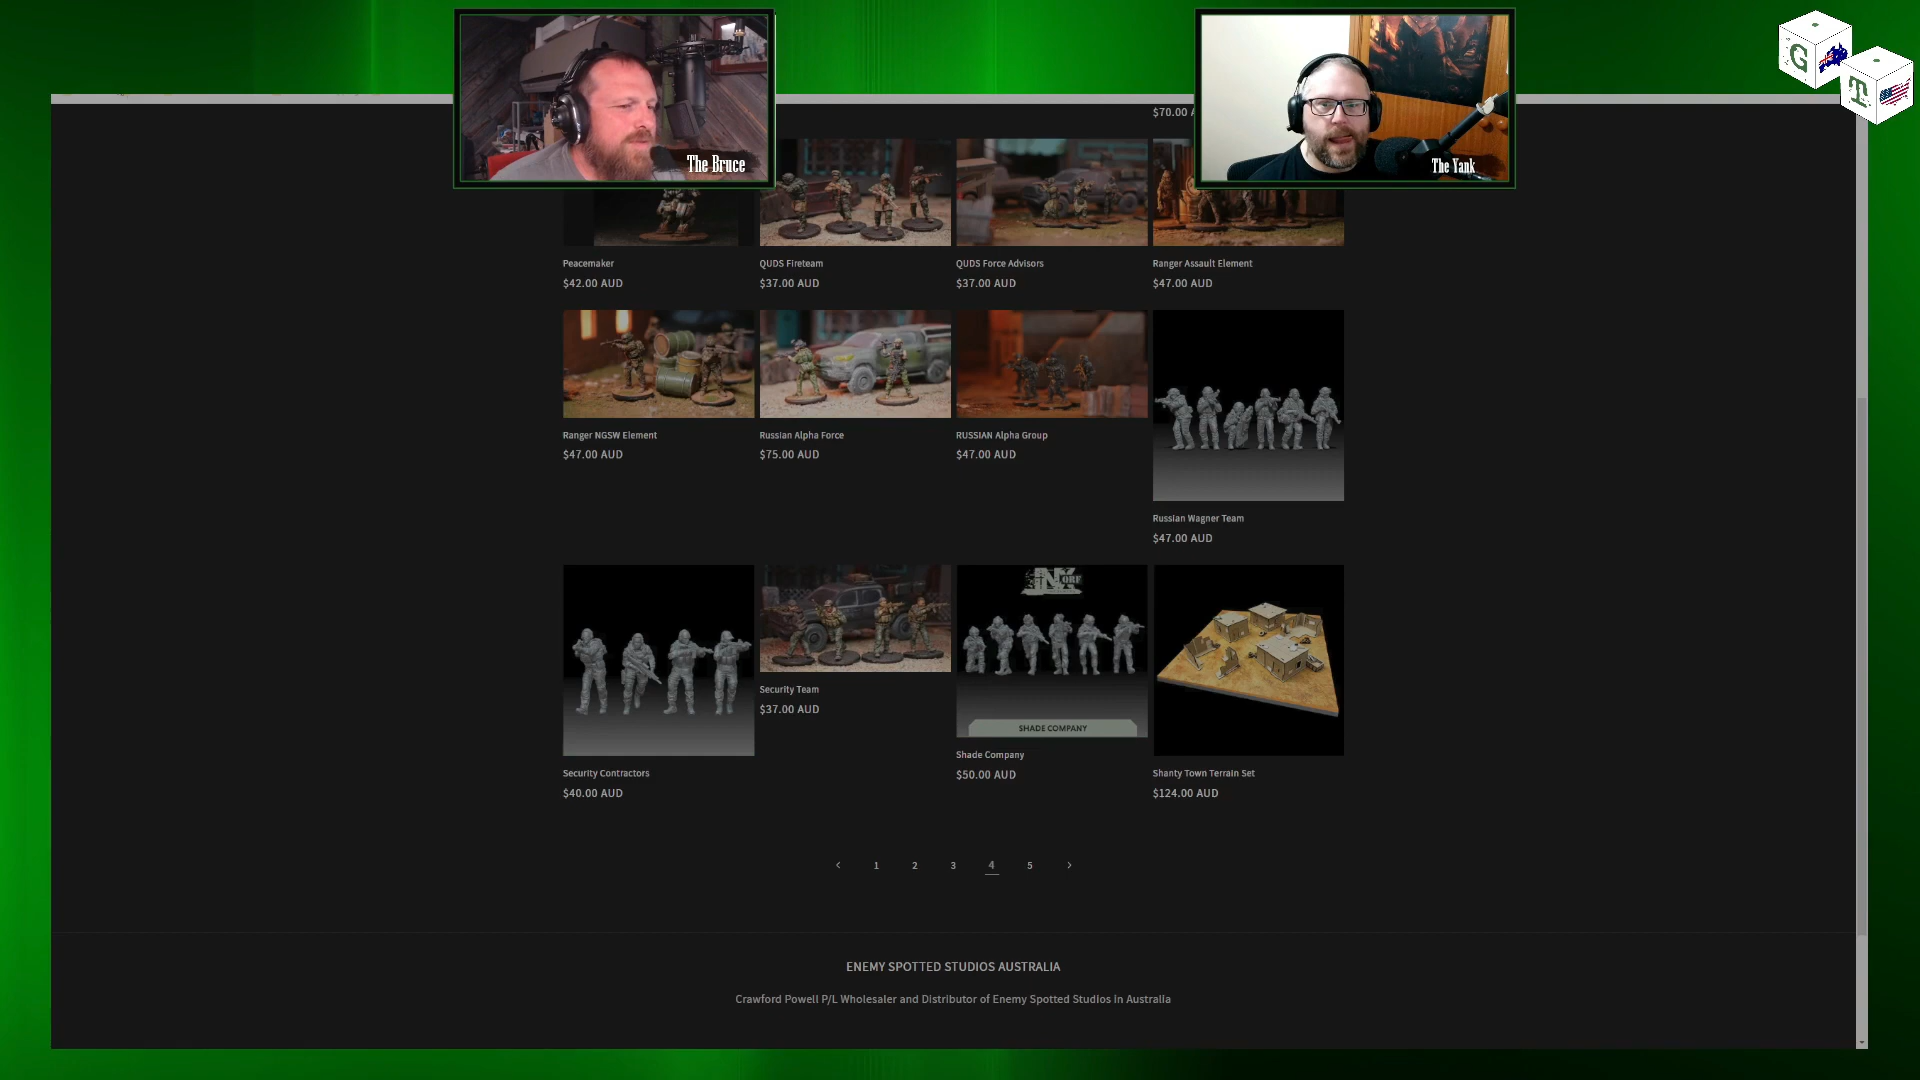 The Bruce
The Yank
G
T
$70.00 A
Peacemaker
$42.00 AUD
QUDS Fireteam
$37.00 AUD
QUDS Force Advisors
$37.00 AUD
Ranger Assault Element
$47.00 AUD
Ranger NGSW Element
$47.00 AUD
Russian Alpha Force
$75.00 AUD
RUSSIAN Alpha Group
$47.00 AUD
Russian Wagner Team
$47.00 AUD
Security Contractors
$40.00 AUD
Security Team
$37.00 AUD
SHADE COMPANY
Shade Company
$50.00 AUD
Shanty Town Terrain Set
$124.00 AUD
1 2 3 4 5
ENEMY SPOTTED STUDIOS AUSTRALIA
Crawford Powell P/L Wholesaler and Distributor of Enemy Spotted Studios in Australia